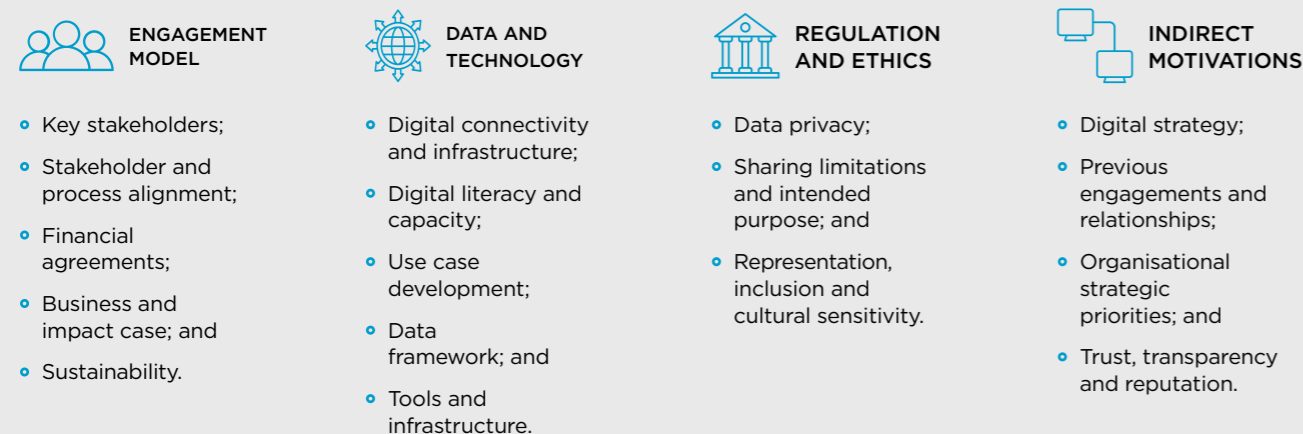 ENGAGEMENT
MODEL
Key stakeholders;
Stakeholder and
process alignment;
Financial
agreements;
Business and
impact case; and
Sustainability.
DATA AND
TECHNOLOGY
Digital connectivity
and infrastructure;
Digital literacy and
capacity;
Use case
development;
Data
framework; and
Tools and
infrastructure.
REGULATION
AND ETHICS
Data privacy;
Sharing limitations
and intended
purpose; and
Representation,
inclusion and
cultural sensitivity.
INDIRECT
MOTIVATIONS
Digital strategy;
Previous
engagements and
relationships;
Organisational
strategic
priorities; and
Trust, transparency
and reputation.